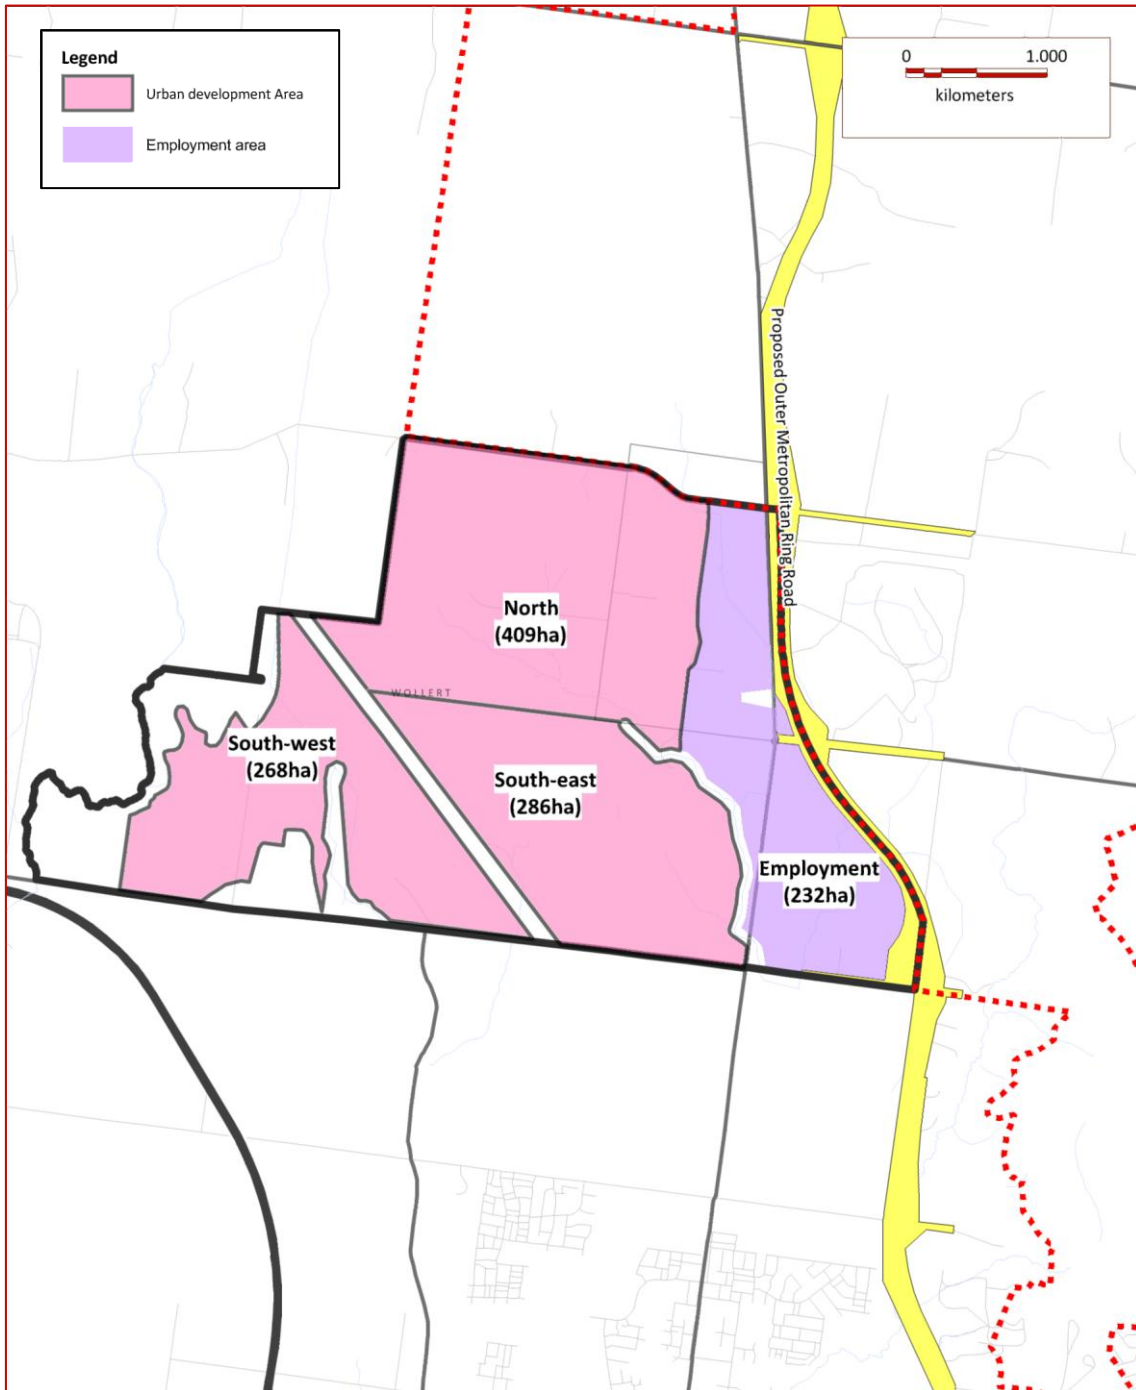 Legend
Urban development Area
Employment area
0 1.000
kilometers
Proposed Outer Metropolitan Ring Road
North
(409ha)
WOLLERT
South-west
(268ha)
South-east
(286ha)
Employment
(232ha)